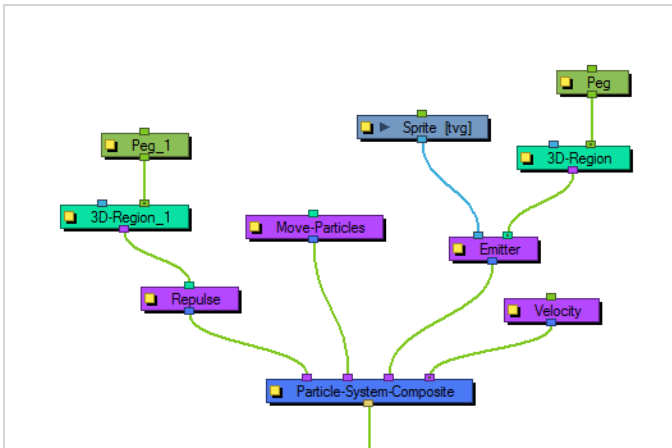 Peg
Sprite [tvg]
Peg_1
3D-Region
3D-Region_1
Move-Particles
Emitter
Repulse
Velocity
Particle-System-Composite